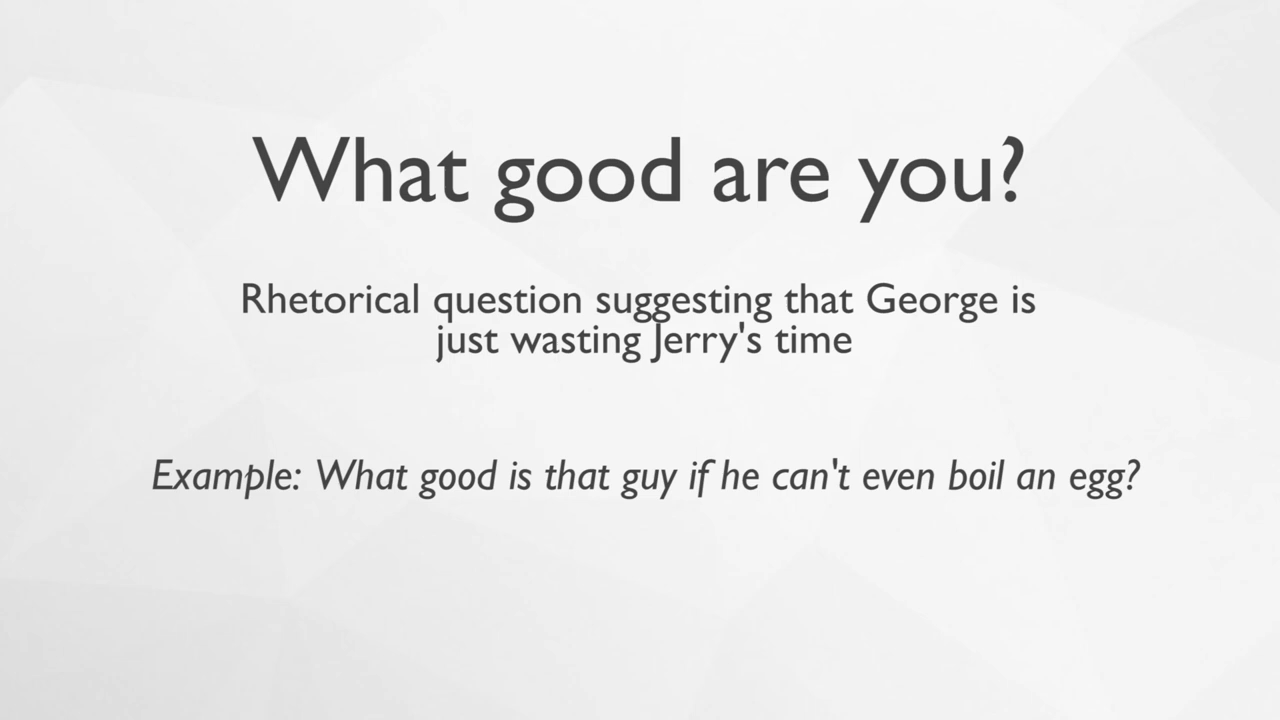 What good are you?
Rhetorical question suggesting that George is
just wasting Jerry's time
Example: What good is that guy if he can't even boil an egg?